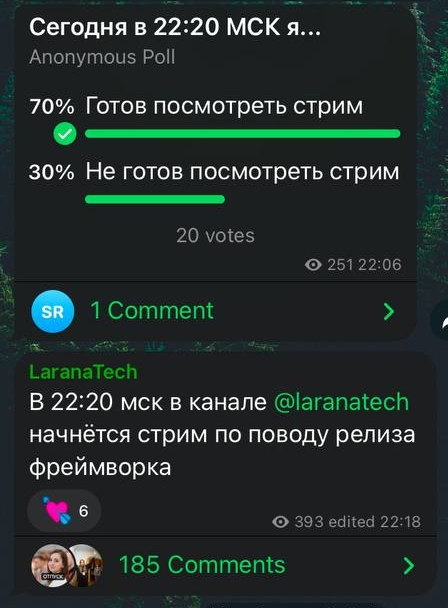 Сегодня в 22:20 МСК я...
Anonymous Poll
70% Готов посмотреть стрим
30% Не готов посмотреть стрим
20 votes
251 22:06
SR 1 Comment
LaranaTech
В 22:20 мск в канале @laranatech
начнётся стрим по поводу релиза
фреймворка
6
393 edited 22:18
ОТПУСК
185 Comments